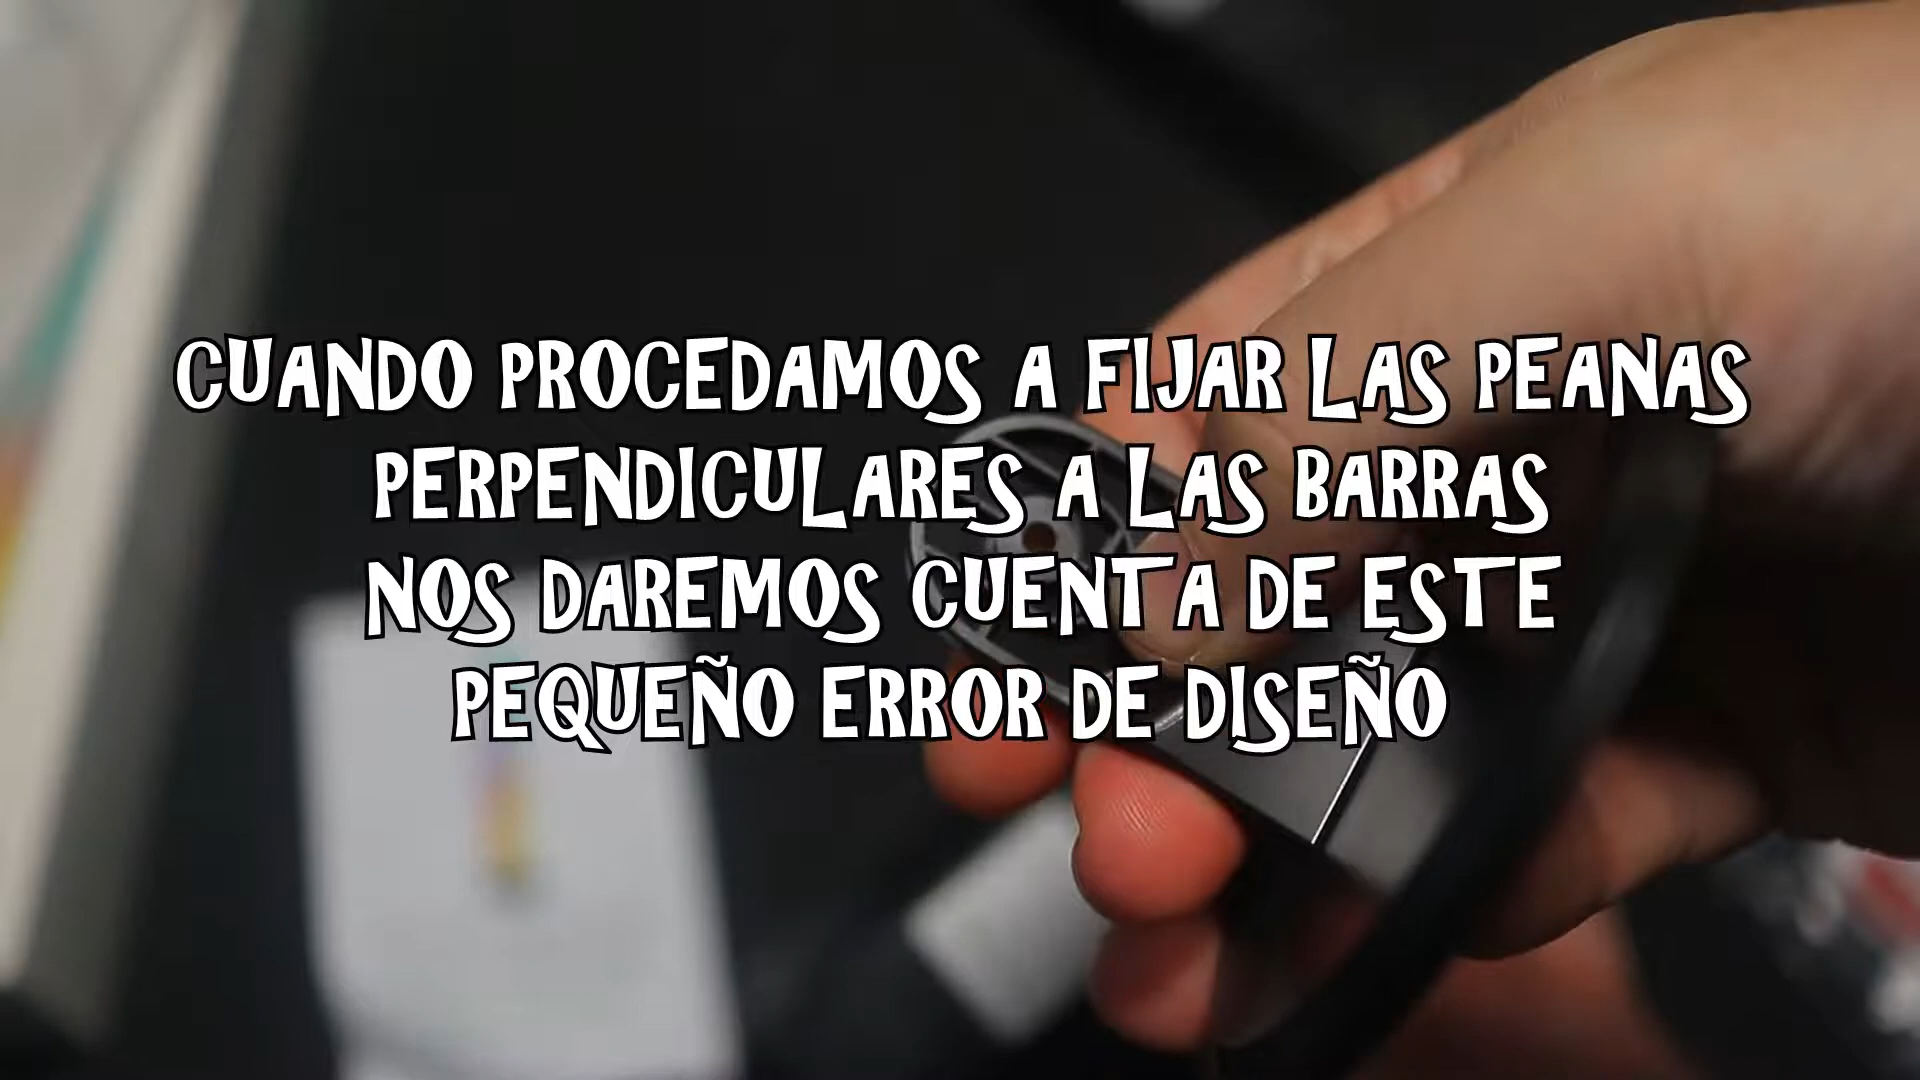 CUANDO PROCEDAMOS A FIJAR LAS PEANAS
PERPENDICULARES A LAS BARRAS
NOS DAREMOS CUENTA DE ESTE
PEQUEÑO ERROR DE DISEÑO